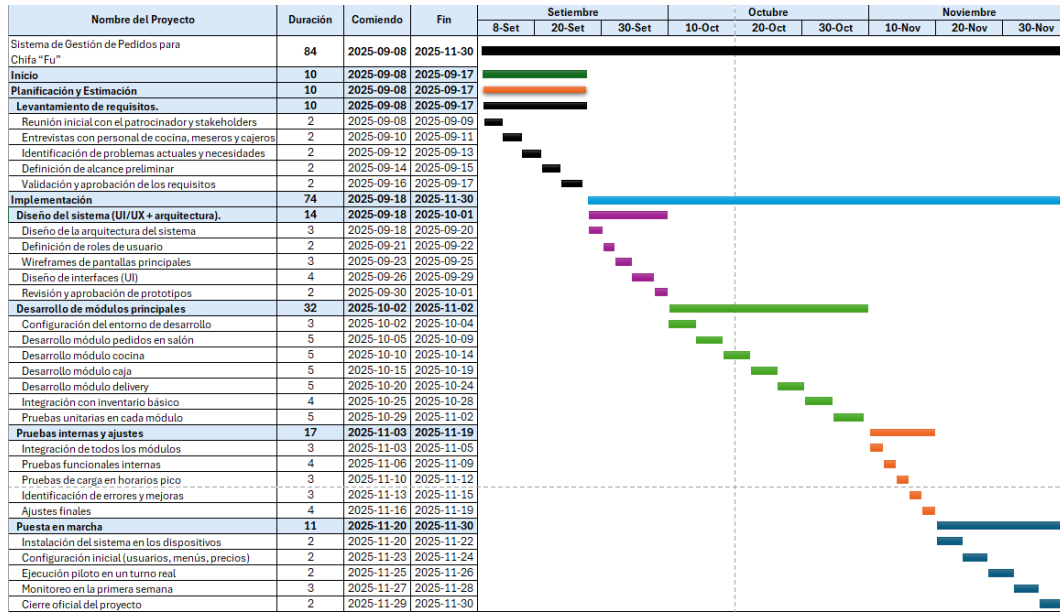 Nombre del Proyecto Duración Comiendo Fin Setiembre Octubre Noviembre
8-Set 20-Set 30-Set 10-Oct 20-Oct 30-Oct 10-Nov 20-Nov 30-Nov
Sistema de Gestión de Pedidos para
Chifa “Fu” 84 2025-09-08 2025-11-30
Inicio 10 2025-09-08 2025-09-17
Planificación y Estimación 10 2025-09-08 2025-09-17
Levantamiento de requisitos. 10 2025-09-08 2025-09-17
Reunión inicial con el patrocinador y stakeholders 2 2025-09-08 2025-09-09
Entrevistas con personal de cocina, meseros y cajeros 2 2025-09-10 2025-09-11
Identificación de problemas actuales y necesidades 2 2025-09-12 2025-09-13
Definición de alcance preliminar 2 2025-09-14 2025-09-15
Validación y aprobación de los requisitos 2 2025-09-16 2025-09-17
Implementación 74 2025-09-18 2025-11-30
Diseño del sistema (UI/UX + arquitectura). 14 2025-09-18 2025-10-01
Diseño de la arquitectura del sistema 3 2025-09-18 2025-09-20
Definición de roles de usuario 2 2025-09-21 2025-09-22
Wireframes de pantallas principales 3 2025-09-23 2025-09-25
Diseño de interfaces (UI) 4 2025-09-26 2025-09-29
Revisión y aprobación de prototipos 2 2025-09-30 2025-10-01
Desarrollo de módulos principales 32 2025-10-02 2025-11-02
Configuración del entorno de desarrollo 3 2025-10-02 2025-10-04
Desarrollo módulo pedidos en salón 5 2025-10-05 2025-10-09
Desarrollo módulo cocina 5 2025-10-10 2025-10-14
Desarrollo módulo caja 5 2025-10-15 2025-10-19
Desarrollo módulo delivery 5 2025-10-20 2025-10-24
Integración con inventario básico 4 2025-10-25 2025-10-28
Pruebas unitarias en cada módulo 5 2025-10-29 2025-11-02
Pruebas internas y ajustes 17 2025-11-03 2025-11-19
Integración de todos los módulos 3 2025-11-03 2025-11-05
Pruebas funcionales internas 4 2025-11-06 2025-11-09
Pruebas de carga en horarios pico 3 2025-11-10 2025-11-12
Identificación de errores y mejoras 3 2025-11-13 2025-11-15
Ajustes finales 4 2025-11-16 2025-11-19
Puesta en marcha 11 2025-11-20 2025-11-30
Instalación del sistema en los dispositivos 2 2025-11-20 2025-11-22
Configuración inicial (usuarios, menús, precios) 2 2025-11-23 2025-11-24
Ejecución piloto en un turno real 2 2025-11-25 2025-11-26
Monitoreo en la primera semana 3 2025-11-27 2025-11-28
Cierre oficial del proyecto 2 2025-11-29 2025-11-30